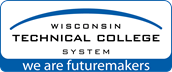 WISCONSIN
TECHNICAL COLLEGE
SYSTEM
we are futuremakers